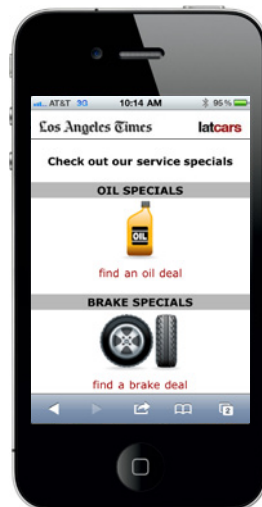 AT&T 3G 10:14 AM 95%
Los Angeles Times latcars
Check out our service specials
OIL SPECIALS
OIL
find an oil deal
BRAKE SPECIALS
find a brake deal
2